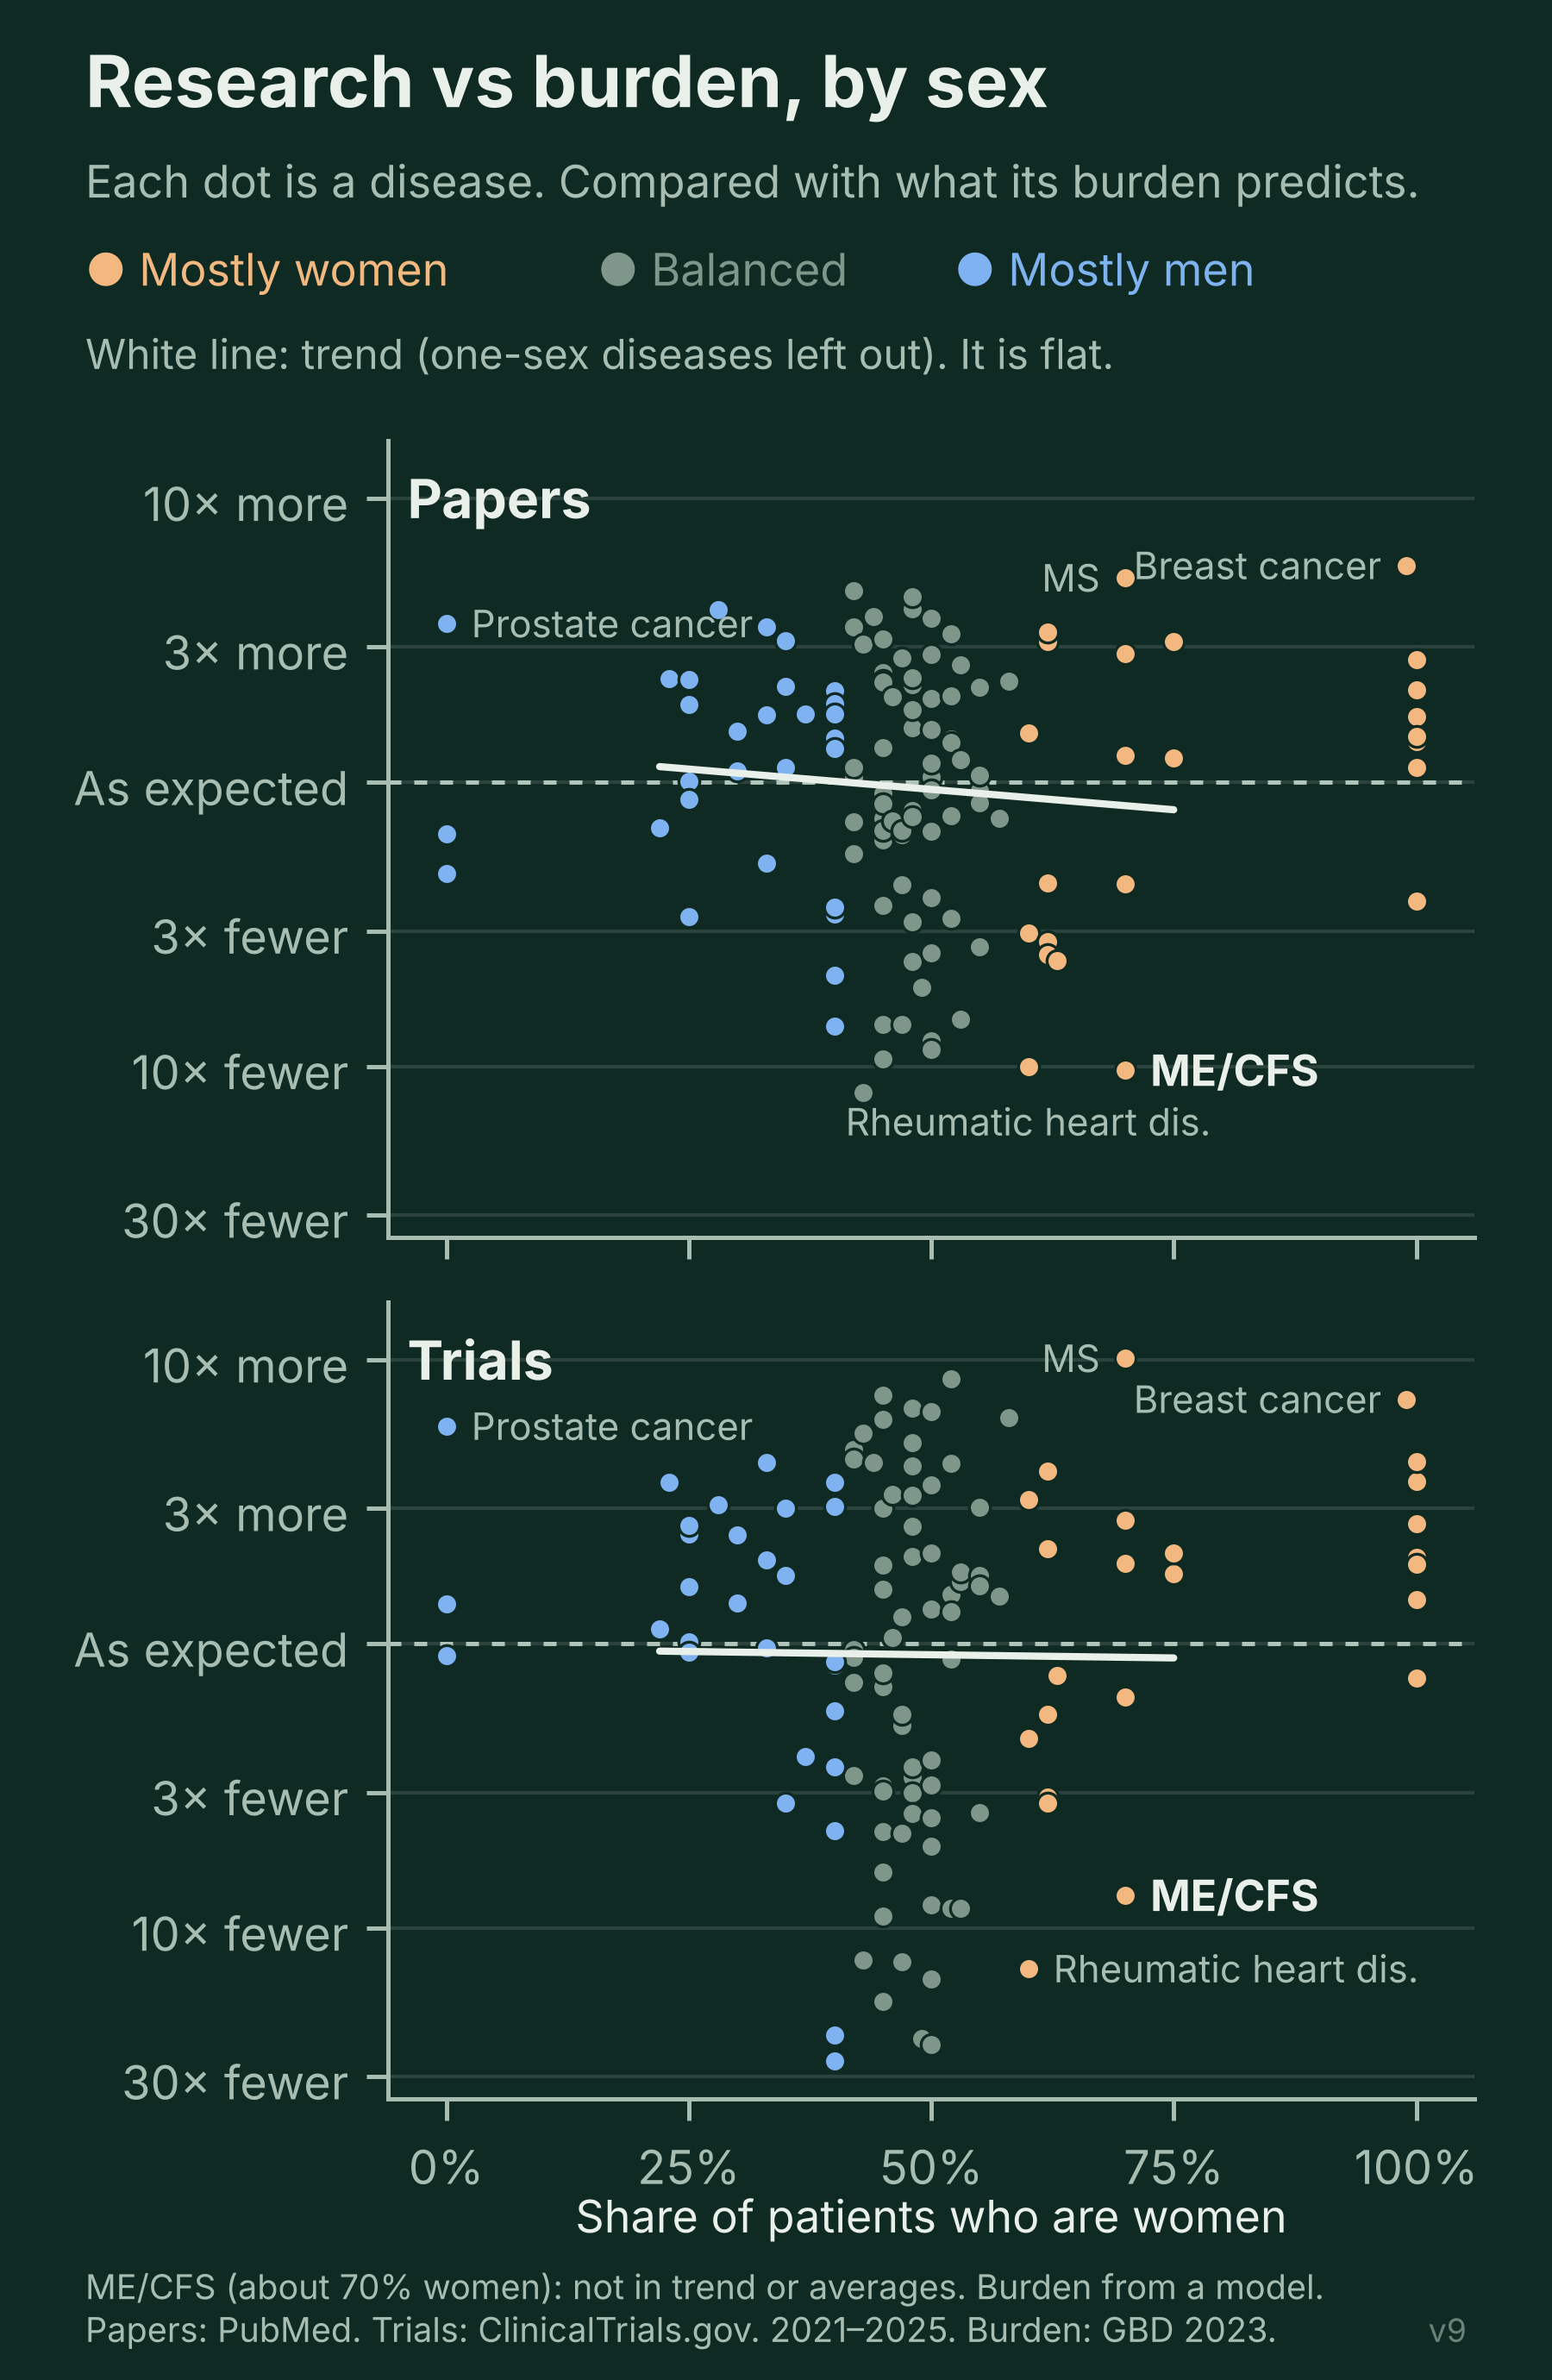 Research vs burden, by sex
Each dot is a disease. Compared with what its burden predicts.
Mostly women
Balanced
Mostly men
White line: trend (one-sex diseases left out). It is flat.
Papers
10× more
3× more
As expected
3× fewer
10× fewer
30× fewer
MS
Breast cancer
Prostate cancer
ME/CFS
Rheumatic heart dis.
Trials
10× more
3× more
As expected
3× fewer
10× fewer
30× fewer
MS
Breast cancer
Prostate cancer
ME/CFS
Rheumatic heart dis.
0%
25%
50%
75%
100%
Share of patients who are women
ME/CFS (about 70% women): not in trend or averages. Burden from a model.
Papers: PubMed. Trials: ClinicalTrials.gov. 2021–2025. Burden: GBD 2023.
v9